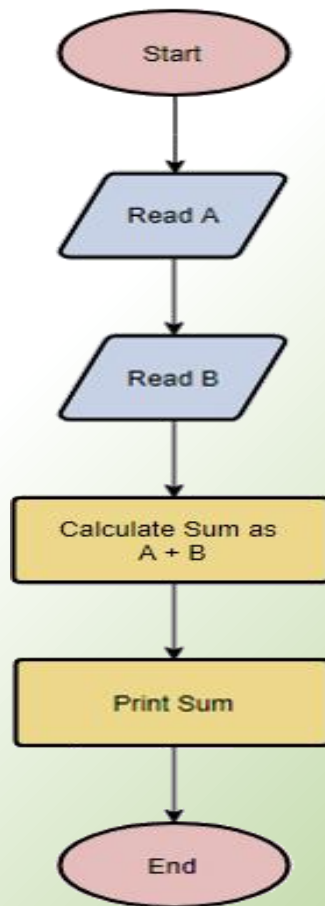 Start
Read A
Read B
Calculate Sum as
A + B
Print Sum
End